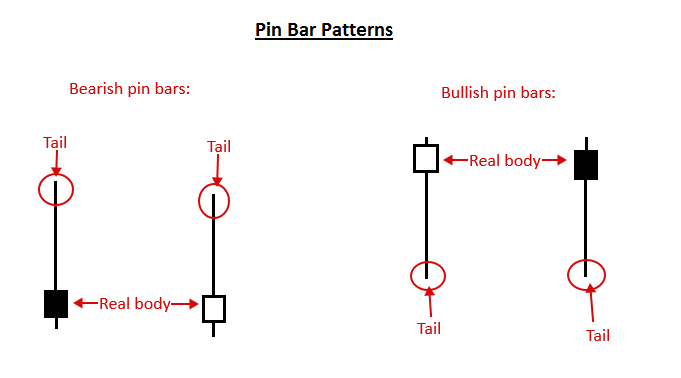 Pin Bar Patterns
Bearish pin bars:
Bullish pin bars:
Tail
Tail
Real body
Real body
Tail
Tail